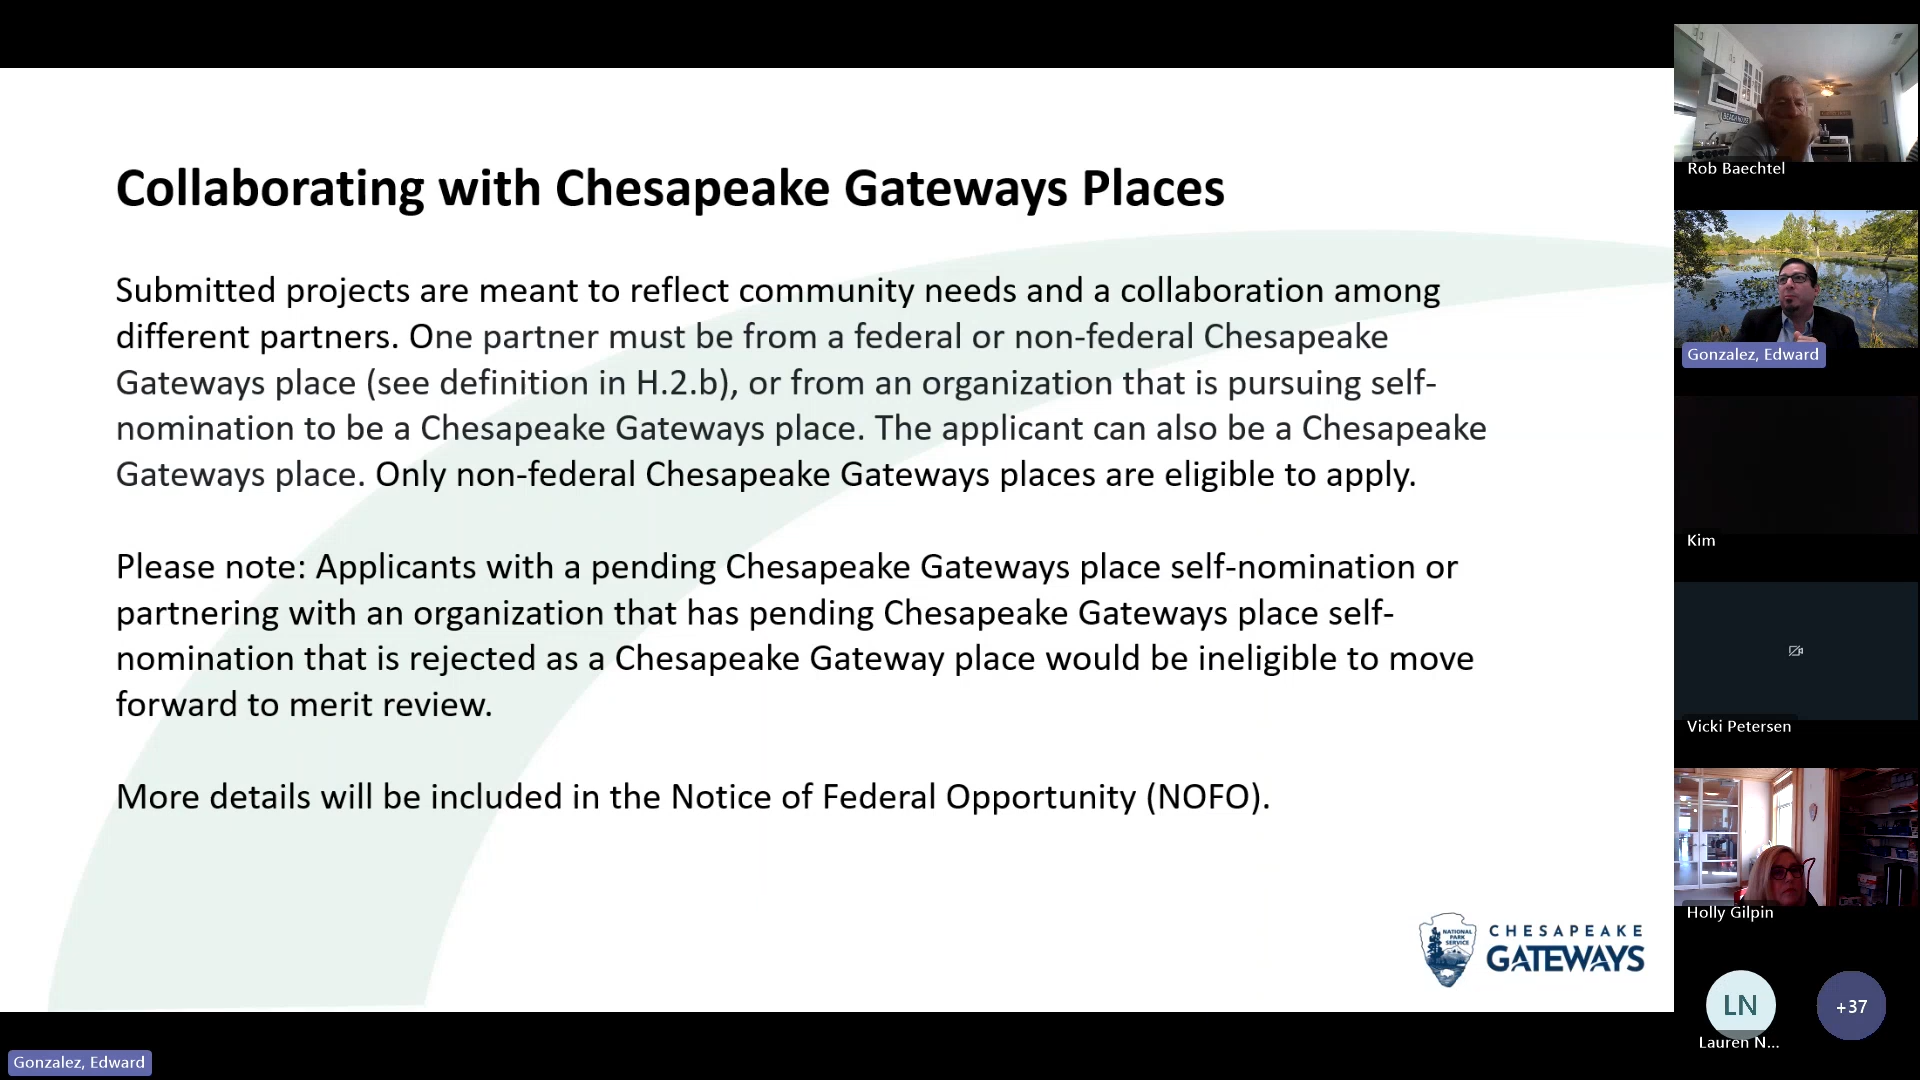 Collaborating with Chesapeake Gateways Places
Submitted projects are meant to reflect community needs and a collaboration among
different partners. One partner must be from a federal or non-federal Chesapeake
Gateways place (see definition in H.2.b), or from an organization that is pursuing self-
nomination to be a Chesapeake Gateways place. The applicant can also be a Chesapeake
Gateways place. Only non-federal Chesapeake Gateways places are eligible to apply.
Please note: Applicants with a pending Chesapeake Gateways place self-nomination or
partnering with an organization that has pending Chesapeake Gateways place self-
nomination that is rejected as a Chesapeake Gateway place would be ineligible to move
forward to merit review.
More details will be included in the Notice of Federal Opportunity (NOFO).
NATIONAL
PARK
SERVICE
CHESAPEAKE
GATEWAYS
Gonzalez, Edward
BEACH HOUSE
Rob Baechtel
Gonzalez, Edward
Kim
Vicki Petersen
Holly Gilpin
LN
Lauren N...
+37